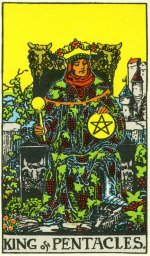 KING of PENTACLES.